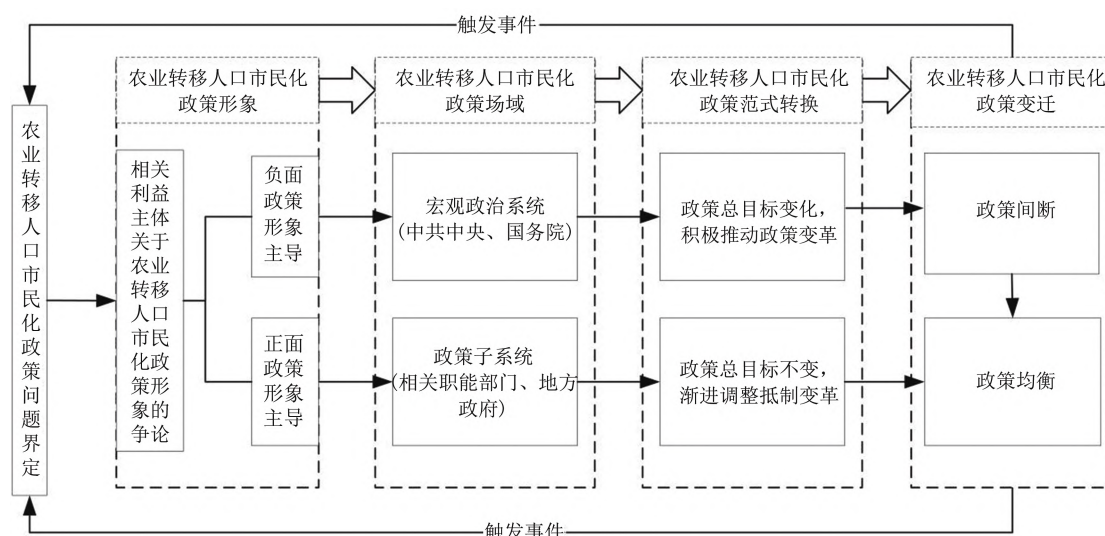 触发事件
农业转移人口市民化
政策形象
农业转移人口市民化
政策场域
农业转移人口市民化
政策范式转换
农业转移人口市民化
政策变迁
农业转移人口市民化政策问题界定
相关
利益
主体
关于
农业
转移
人口
市民
化政
策形
象的
争论
负面
政策
形象
主导
宏观政治系统
(中共中央、国务院)
政策总目标变化，
积极推动政策变革
政策间断
正面
政策
形象
主导
政策子系统
(相关职能部门、地方
政府)
政策总目标不变，
渐进调整抵制变革
政策均衡
触发事件